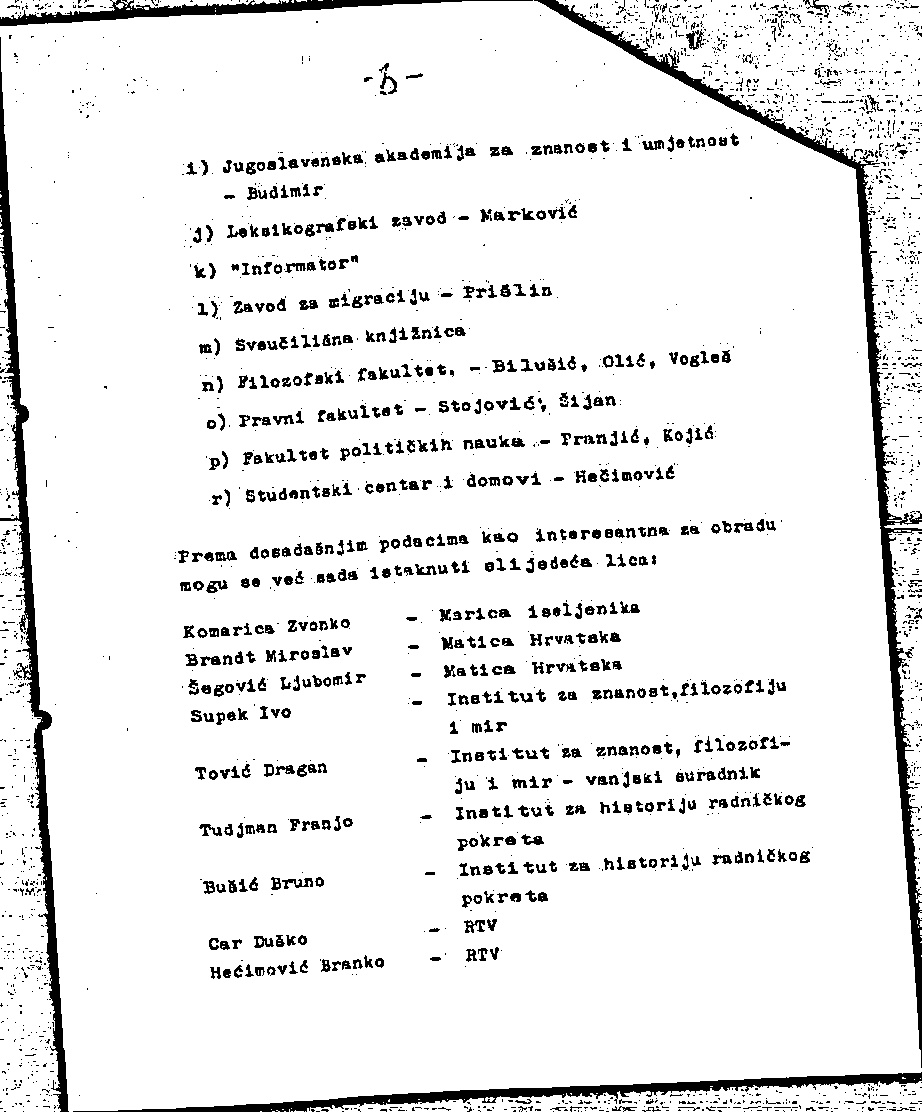 -3-
i) Jugoslavenska akademija za znanost i umjetnost
- Budimir
j) Leksikografski zavod - Marković
k) "Informator"
l) Zavod za migraciju - Prišlin
m) Sveučilišna knjižnica
n) Filozofski fakultet, - Bilušić, Olić, Vogleš
o) Pravni fakultet - Stojović, Šijan
p) Fakultet političkih nauka - Pranjić, Kojić
r) Studentski centar i domovi - Hečimović
Prema dosadašnjim podacima kao interesantna za obradu
mogu se već sada istaknuti slijedeća lica:
Komarica Zvonko - Marica iseljenika
Brandt Miroslav - Matica Hrvatska
Šegović Ljubomir - Matica Hrvatska
Supek Ivo - Institut za znanost,filozofiju
i mir
Tović Dragan - Institut za znanost, filozofi-
ju i mir - vanjski suradnik
Tudjman Franjo - Institut za historiju radničkog
pokreta
Bušić Bruno - Institut za historiju radničkog
pokreta
Car Duško - RTV
Hećimović Branko - RTV